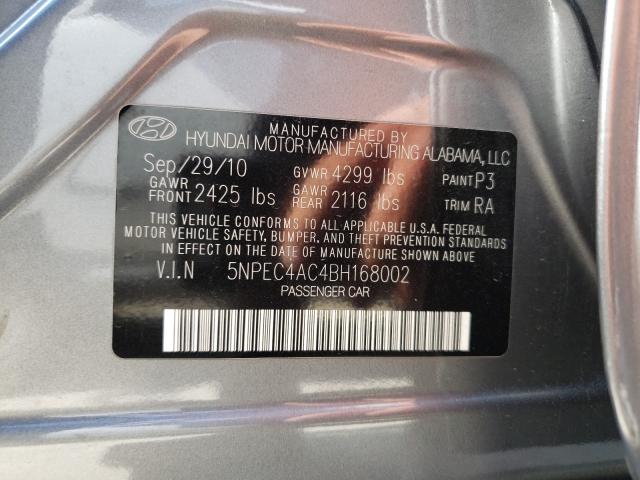 MANUFACTURED BY
HYUNDAI MOTOR MANUFACTURING ALABAMA, LLC
Sep/29/10 GVWR 4299 lbs PAINT P3
GAWR FRONT 2425 lbs GAWR REAR 2116 lbs TRIM RA
THIS VEHICLE CONFORMS TO ALL APPLICABLE U.S.A. FEDERAL
MOTOR VEHICLE SAFETY, BUMPER, AND THEFT PREVENTION STANDARDS
IN EFFECT ON THE DATE OF MANUFACTURE SHOWN ABOVE.
V.I.N 5NPEC4AC4BH168002
PASSENGER CAR